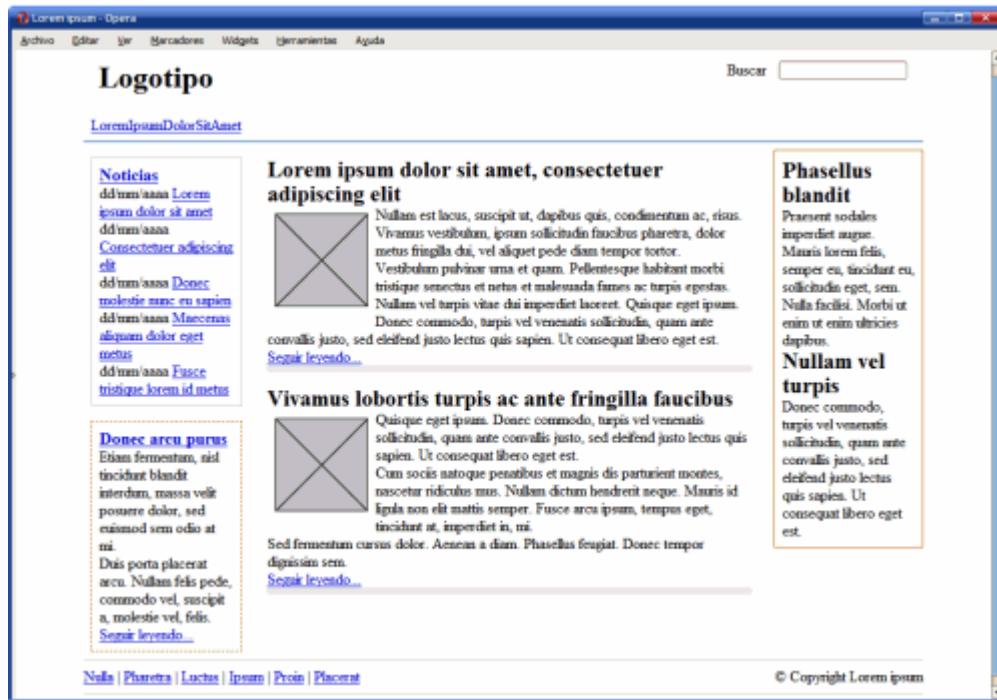 Lorem ipsum - Opera
Archivo Editar Ver Marcadores Widgets Herramientas Ayuda
Logotipo
Buscar
LoremIpsumDolorSitAmet
Noticias
dd/mm/aaaa Lorem
ipsum dolor sit amet
dd/mm/aaaa
Consectetuer adipiscing
elit
dd/mm/aaaa Donec
molestie nunc eu sapien
dd/mm/aaaa Maecenas
aliquam dolor eget
metus
dd/mm/aaaa Fusce
tristique lorem id metus
Donec arcu purus
Etiam fermentum, nisl
tincidunt blandit
interdum, massa velit
posuere dolor, sed
euismod sem odio at
mi.
Duis porta placerat
arcu. Nullam felis pede,
commodo vel, suscipit
a, molestie vel, felis.
Seguir leyendo...
Lorem ipsum dolor sit amet, consectetuer
adipiscing elit
Nullam est lacus, suscipit ut, dapibus quis, condimentum ac, risus.
Vivamus vestibulum, ipsum sollicitudin faucibus pharetra, dolor
metus fringilla dui, vel aliquet pede diam tempor tortor.
Vestibulum pulvinar urna et quam. Pellentesque habitant morbi
tristique senectus et netus et malesuada fames ac turpis egestas.
Nullam vel turpis vitae dui imperdiet laoreet. Quisque eget ipsum.
Donec commodo, turpis vel venenatis sollicitudin, quam ante
convallis justo, sed eleifend justo lectus quis sapien. Ut consequat libero eget est.
Seguir leyendo...
Vivamus lobortis turpis ac ante fringilla faucibus
Quisque eget ipsum. Donec commodo, turpis vel venenatis
sollicitudin, quam ante convallis justo, sed eleifend justo lectus quis
sapien. Ut consequat libero eget est.
Cum sociis natoque penatibus et magnis dis parturient montes,
nascetur ridiculus mus. Nullam dictum hendrerit neque. Mauris id
ligula non elit mattis semper. Fusce arcu ipsum, tempus eget,
tincidunt at, imperdiet in, mi.
Sed fermentum cursus dolor. Aenean a diam. Phasellus feugiat. Donec tempor
dignissim sem.
Seguir leyendo...
Phasellus
blandit
Praesent sodales
imperdiet augue.
Mauris lorem felis,
semper eu, tincidunt eu,
sollicitudin eget, sem.
Nulla facilisi. Morbi ut
enim ut enim ultricies
dapibus.
Nullam vel
turpis
Donec commodo,
turpis vel venenatis
sollicitudin, quam ante
convallis justo, sed
eleifend justo lectus
quis sapien. Ut
consequat libero eget
est.
Nulla | Pharetra | Luctus | Ipsum | Proin | Placerat
© Copyright Lorem ipsum